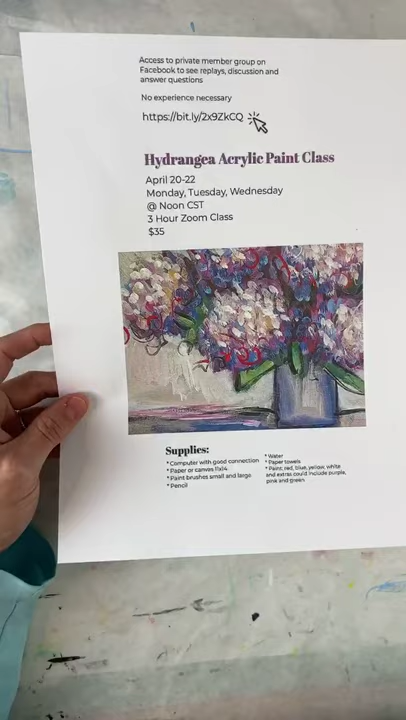 Access to private member group on
Facebook to see replays, discussion and
answer questions
No experience necessary
https://bit.ly/2x9ZkCQ
Hydrangea Acrylic Paint Class
April 20-22
Monday, Tuesday, Wednesday
@ Noon CST
3 Hour Zoom Class
$35
Supplies:
* Computer with good connection
* Paper or canves 11x14
* Paint brushes small and large
* Pencil
* Water
* Paper towels
* Paint: red, blue, yellow, white
and extras could include purple,
pink and green